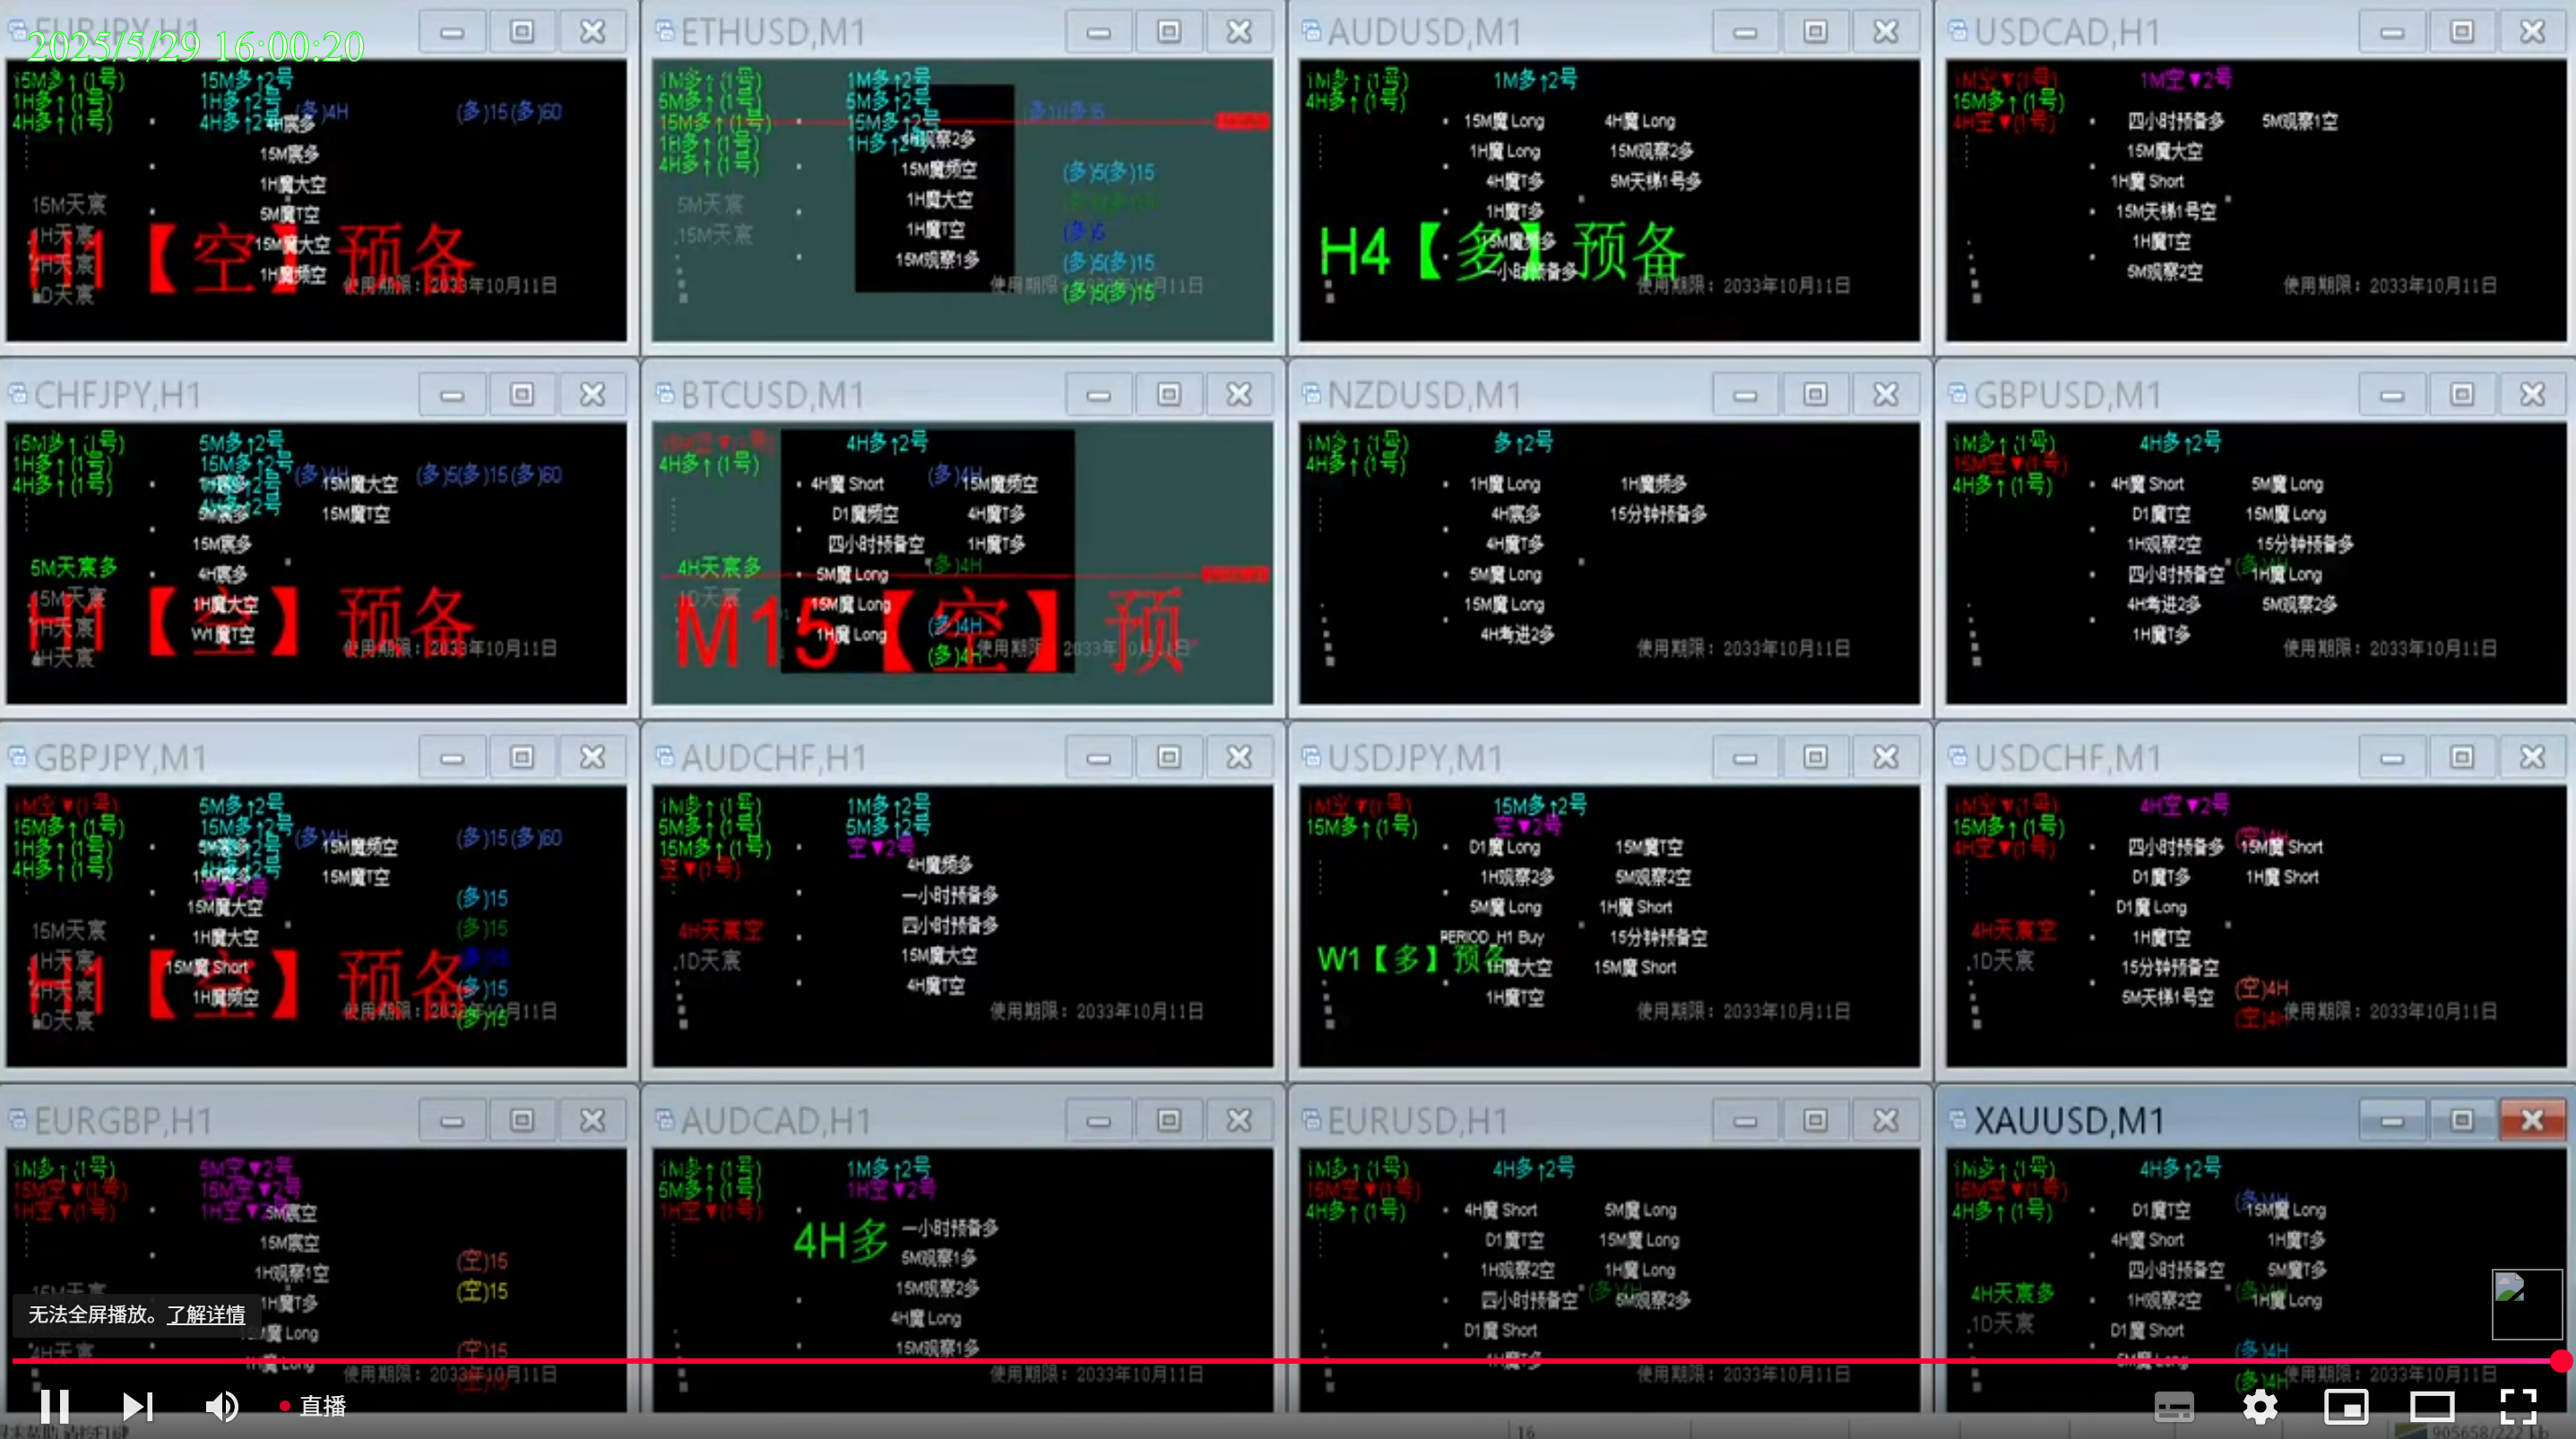 EURJPY,H1
2025/5/29 16:00:20
15M多↑(1号)
1H多↑(1号)
4H多↑(1号)
15M多↑2号
1H多↑2号
4H多↑2号
(多)4H
(多)15(多)60
4H宸多
15M宸多
1H魔大空
5M魔T空
15M魔大空
1H魔频空
15M天宸
1H天宸
4H天宸
1D天宸
H1【空】预备
使用期限：2033年10月11日
ETHUSD,M1
1M多↑(1号)
5M多↑(1号)
15M多↑(1号)
1H多↑(1号)
4H多↑(1号)
1M多↑2号
5M多↑2号
15M多↑2号
1H多↑2号
15M魔频空
1H魔大空
1H魔T空
15M观察1多
(多)5(多)15
(多)5
(多)5(多)15
(多)5(多)15
5M天宸
15M天宸
AUDUSD,M1
1M多↑(1号)
4H多↑(1号)
1M多↑2号
15M魔 Long
1H魔 Long
4H魔T多
1H魔T多
15M魔频多
一小时预备多
4H魔 Long
15M观察2多
5M天梯1号多
H4【多】预备
使用期限：2033年10月11日
USDCAD,H1
1M空▼(1号)
15M多↑(1号)
4H空▼(1号)
1M空▼2号
四小时预备多
15M魔大空
1H魔 Short
15M天梯1号空
1H魔T空
5M观察2空
5M观察1空
使用期限：2033年10月11日
CHFJPY,H1
15M多↑(1号)
1H多↑(1号)
4H多↑(1号)
5M多↑2号
15M多↑2号
(多)4H
(多)5(多)15(多)60
15M宸多
4H宸多
1H魔大空
W1魔T空
15M魔大空
15M魔T空
5M天宸多
15M天宸
1H天宸
4H天宸
H1【空】预备
使用期限：2033年10月11日
BTCUSD,M1
15M空▼(1号)
4H多↑(1号)
4H多↑2号
4H魔 Short
D1魔频空
四小时预备空
5M魔 Long
15M魔 Long
1H魔 Long
(多)4H
15M魔频空
4H魔T多
1H魔T多
(多)4H
(多)4H
(多)4H
4H天宸多
1D天宸
M15【空】预
NZDUSD,M1
1M多↑(1号)
4H多↑(1号)
多↑2号
1H魔 Long
4H宸多
4H魔T多
5M魔 Long
15M魔 Long
4H考进2多
1H魔频多
15分钟预备多
使用期限：2033年10月11日
GBPUSD,M1
1M多↑(1号)
15M空▼(1号)
4H多↑(1号)
4H多↑2号
4H魔 Short
D1魔T空
1H观察2空
四小时预备空
4H考进2多
1H魔T多
5M魔 Long
15M魔 Long
15分钟预备多
1H魔 Long
5M观察2多
使用期限：2033年10月11日
GBPJPY,M1
1M空▼(1号)
15M多↑(1号)
1H多↑(1号)
4H多↑(1号)
5M多↑2号
15M多↑2号
空▼2号
(多)4H
(多)15(多)60
15M魔大空
1H魔大空
15M魔 Short
1H魔频空
15M魔频空
15M魔T空
(多)15
(多)15
(多)15
(多)15
(多)15
15M天宸
1H天宸
4H天宸
1D天宸
H1【空】预备
使用期限：2033年10月11日
AUDCHF,H1
1M多↑(1号)
5M多↑(1号)
15M多↑(1号)
空▼(1号)
1M多↑2号
5M多↑2号
空▼2号
4H魔频多
一小时预备多
四小时预备多
15M魔大空
4H魔T空
4H天宸空
1D天宸
使用期限：2033年10月11日
USDJPY,M1
1M空▼(1号)
15M多↑(1号)
15M多↑2号
空▼2号
D1魔 Long
1H观察2多
5M魔 Long
PERIOD_H1 Buy
1H魔大空
1H魔T空
15M魔T空
5M观察2空
1H魔 Short
15分钟预备空
15M魔 Short
W1【多】预备
使用期限：2033年10月11日
USDCHF,M1
1M空▼(1号)
15M多↑(1号)
4H空▼(1号)
4H空▼2号
四小时预备多
D1魔T多
D1魔 Long
1H魔T空
15分钟预备空
5M天梯1号空
(空)4H
15M魔 Short
1H魔 Short
(空)4H
(空)4H
4H天宸空
1D天宸
使用期限：2033年10月11日
EURGBP,H1
1M多↑(1号)
15M空▼(1号)
1H空▼(1号)
5M空▼2号
15M空▼2号
5M宸空
15M宸空
1H观察1空
1H魔T多
(空)15
(空)15
(空)15
使用期限：2033年10月11日
AUDCAD,H1
1M多↑(1号)
5M多↑(1号)
1H空▼(1号)
1M多↑2号
1H空▼2号
4H多
一小时预备多
5M观察1多
15M观察2多
4H魔 Long
15M观察1多
使用期限：2033年10月11日
EURUSD,H1
1M多↑(1号)
15M空▼(1号)
4H多↑(1号)
4H多↑2号
4H魔 Short
D1魔T空
1H观察2空
四小时预备空
D1魔 Short
1H魔T多
5M魔 Long
15M魔 Long
1H魔 Long
5M观察2多
使用期限：2033年10月11日
XAUUSD,M1
1M多↑(1号)
15M空▼(1号)
4H多↑(1号)
4H多↑2号
D1魔T空
4H魔 Short
四小时预备空
1H观察2空
D1魔 Short
15M魔 Long
1H魔T多
5M魔T多
1H魔 Long
(多)4H
(多)4H
4H天宸多
1D天宸
使用期限：2033年10月11日
无法全屏播放。了解详情
直播
16
905658/222 kb